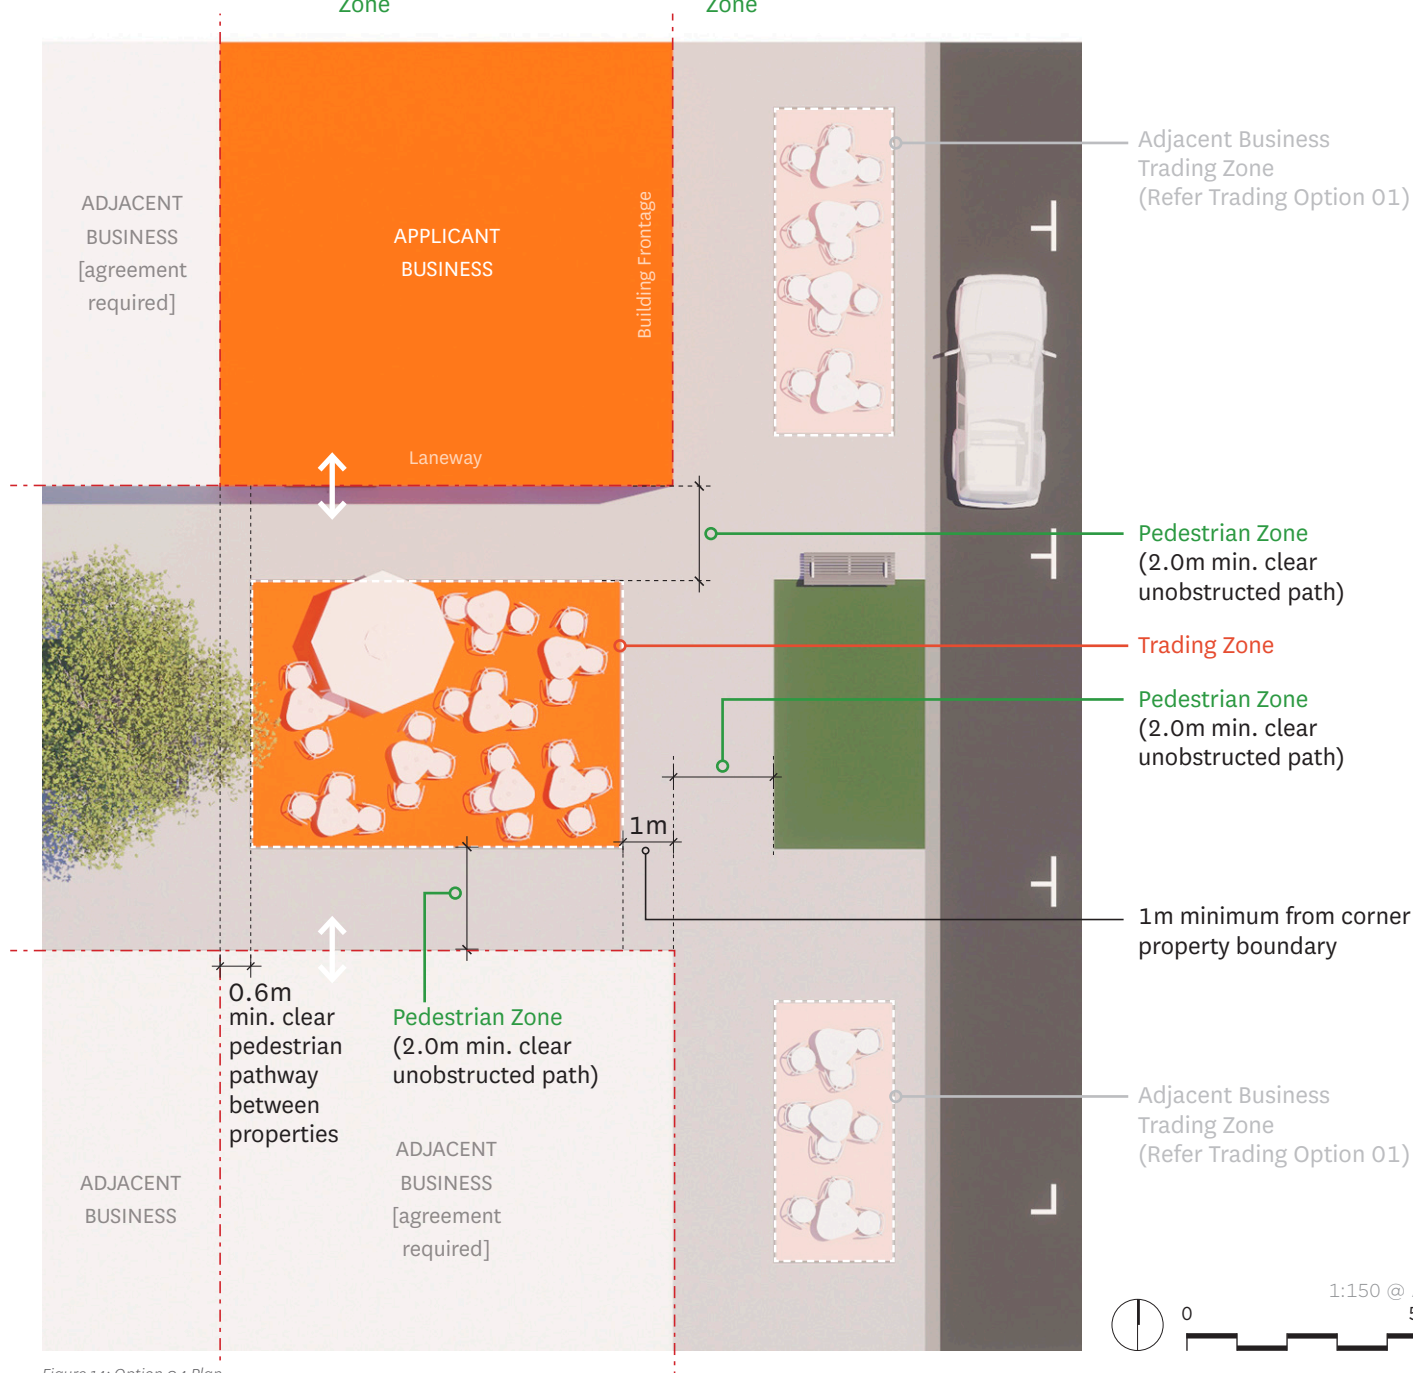 Zone
Zone
Adjacent Business
Trading Zone
(Refer Trading Option 01)
ADJACENT
BUSINESS
[agreement
required]
APPLICANT
BUSINESS
Building Frontage
Laneway
Pedestrian Zone
(2.0m min. clear
unobstructed path)
Trading Zone
Pedestrian Zone
(2.0m min. clear
unobstructed path)
1m
1m minimum from corner
property boundary
0.6m
min. clear
pedestrian
pathway
between
properties
Pedestrian Zone
(2.0m min. clear
unobstructed path)
Adjacent Business
Trading Zone
(Refer Trading Option 01)
ADJACENT
BUSINESS
ADJACENT
BUSINESS
[agreement
required]
1:150 @
0